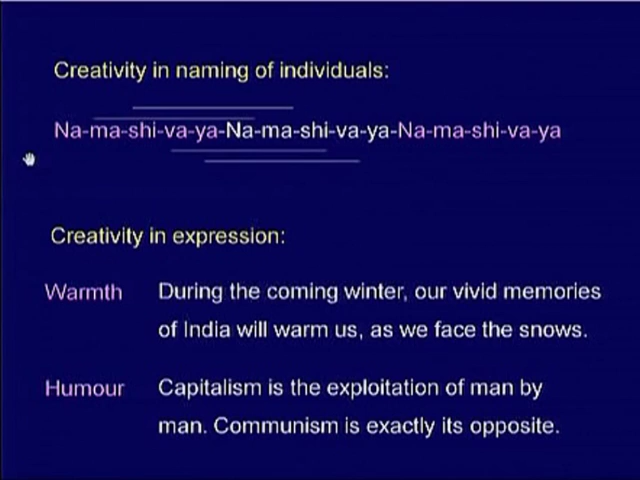 Creativity in naming of individuals:
Na-ma-shi-va-ya-Na-ma-shi-va-ya-Na-ma-shi-va-ya
Creativity in expression:
Warmth During the coming winter, our vivid memories
of India will warm us, as we face the snows.
Humour Capitalism is the exploitation of man by
man. Communism is exactly its opposite.